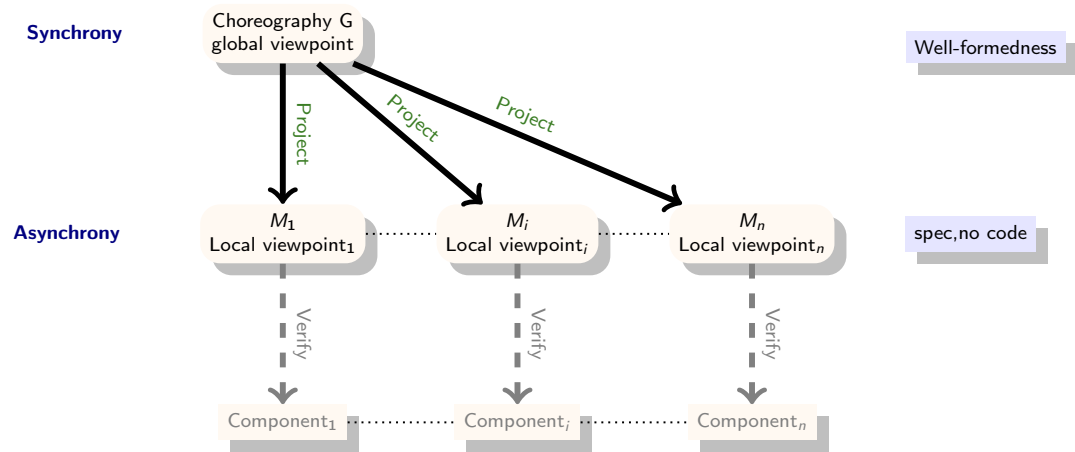 Synchrony
Choreography G
global viewpoint
Well-formedness
Project
Project
Project
Asynchrony
M₁
Local viewpoint₁
Mᵢ
Local viewpointᵢ
Mₙ
Local viewpointₙ
spec,no code
Verify
Verify
Verify
Component₁
Componentᵢ
Componentₙ